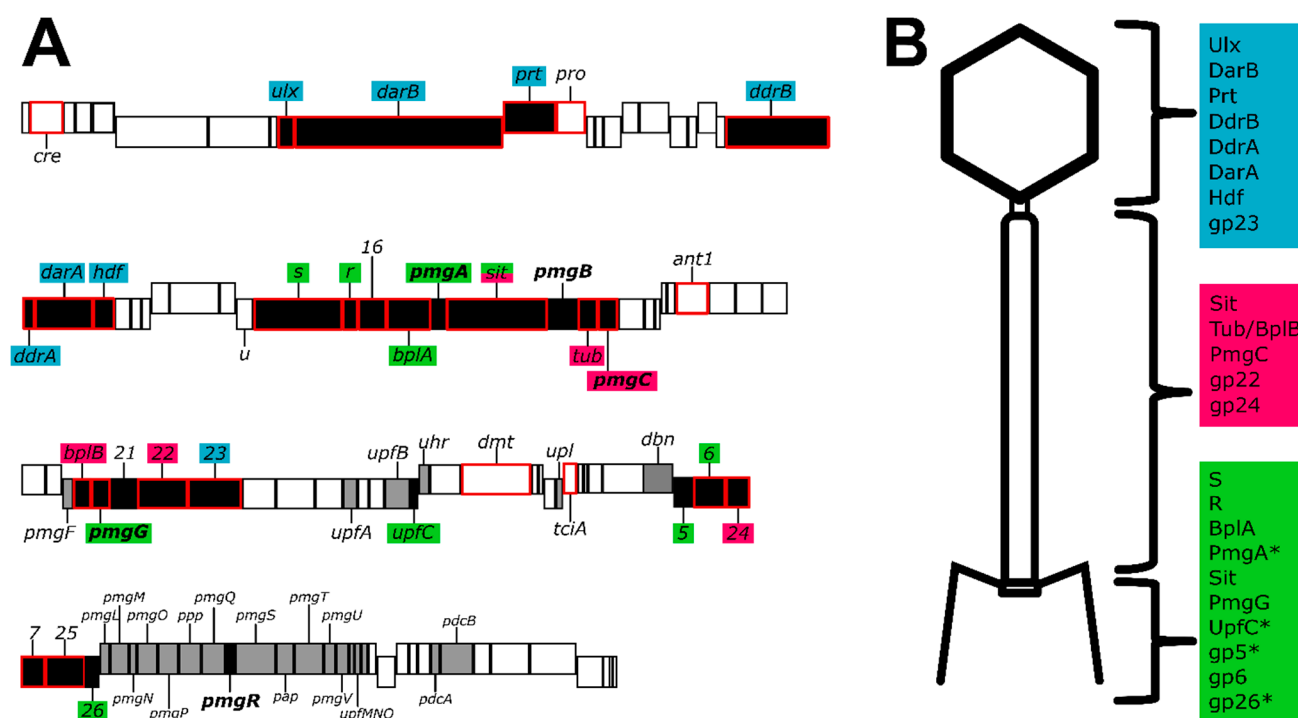 A
ulx darB prt pro ddrB
cre
darA hdf s r 16 pmgA sit pmgB ant1
ddrA u bplA tub
pmgC
bplB 21 22 23 upfB uhr dmt upl dbn 6
pmgF pmgG upfA upfC tciA 5 24
pmgM pmgQ pmgT
7 25 pmgL pmgO ppp pmgS pmgU pdcB
26 pmgN pmgP pmgR pap pmgV upfMNO pdcA
B
Ulx
DarB
Prt
DdrB
DdrA
DarA
Hdf
gp23
Sit
Tub/BplB
PmgC
gp22
gp24
S
R
BplA
PmgA*
Sit
PmgG
UpfC*
gp5*
gp6
gp26*